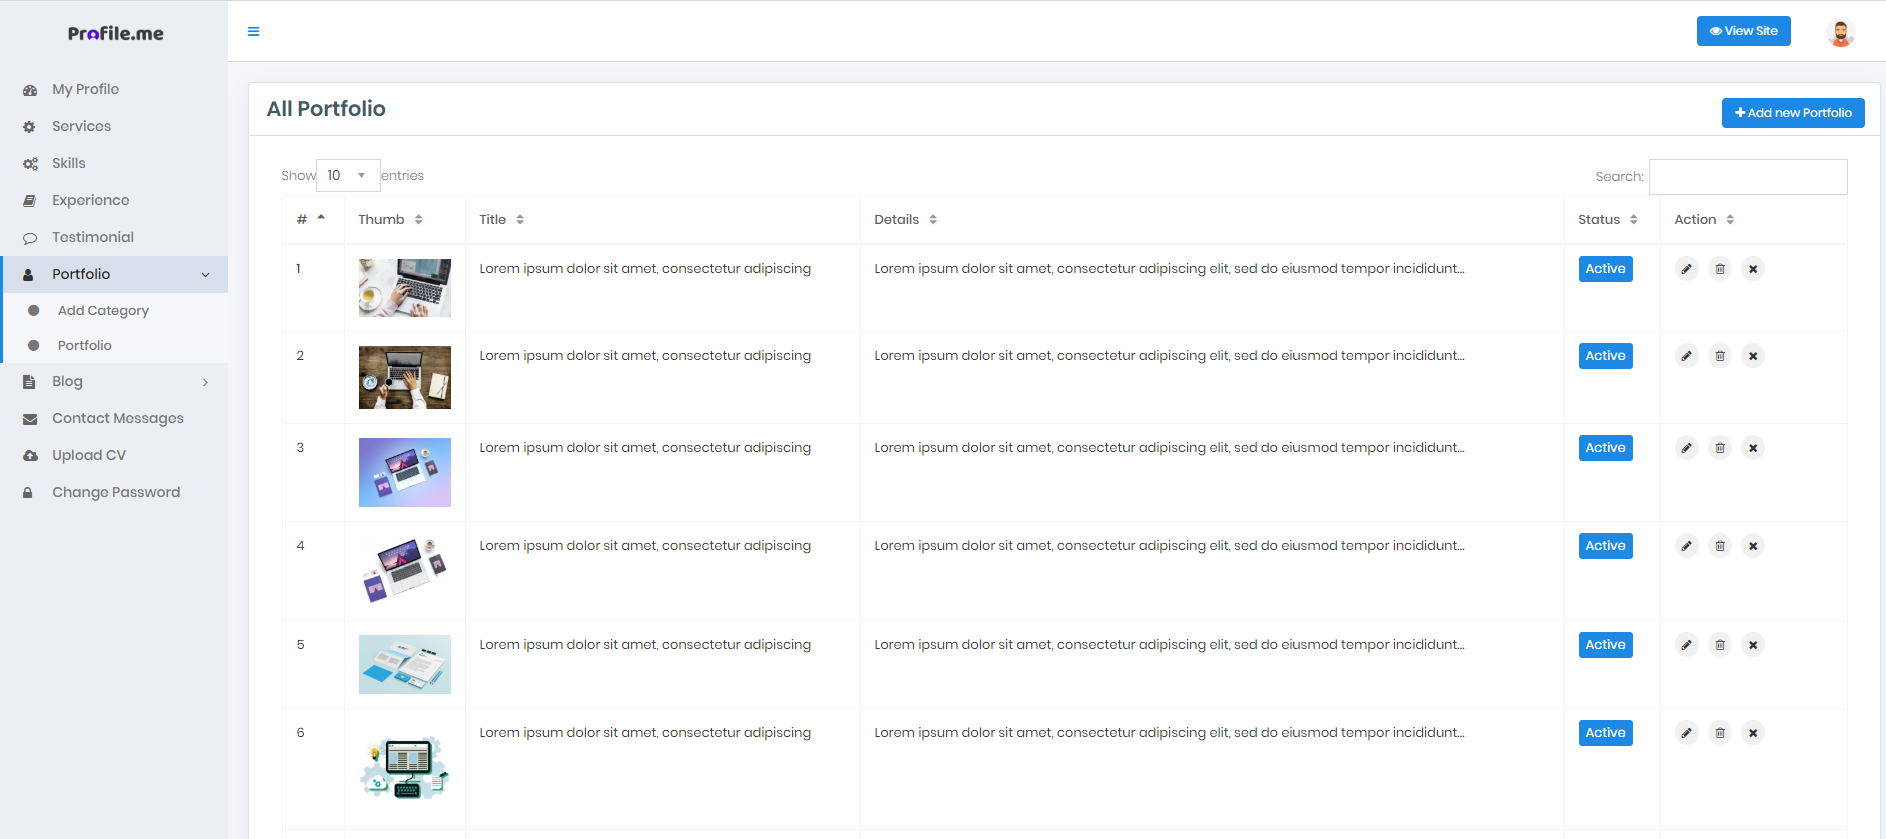 Profile.me
View Site
My Profile
Services
Skills
Experience
Testimonial
Portfolio
Add Category
Portfolio
Blog
Contact Messages
Upload CV
Change Password
All Portfolio
Add new Portfolio
Show 10 entries
Search:
# Thumb Title Details Status Action
1 Lorem ipsum dolor sit amet, consectetur adipiscing Lorem ipsum dolor sit amet, consectetur adipiscing elit, sed do eiusmod tempor incididunt... Active
2 Lorem ipsum dolor sit amet, consectetur adipiscing Lorem ipsum dolor sit amet, consectetur adipiscing elit, sed do eiusmod tempor incididunt... Active
3 Lorem ipsum dolor sit amet, consectetur adipiscing Lorem ipsum dolor sit amet, consectetur adipiscing elit, sed do eiusmod tempor incididunt... Active
4 Lorem ipsum dolor sit amet, consectetur adipiscing Lorem ipsum dolor sit amet, consectetur adipiscing elit, sed do eiusmod tempor incididunt... Active
5 Lorem ipsum dolor sit amet, consectetur adipiscing Lorem ipsum dolor sit amet, consectetur adipiscing elit, sed do eiusmod tempor incididunt... Active
6 Lorem ipsum dolor sit amet, consectetur adipiscing Lorem ipsum dolor sit amet, consectetur adipiscing elit, sed do eiusmod tempor incididunt... Active